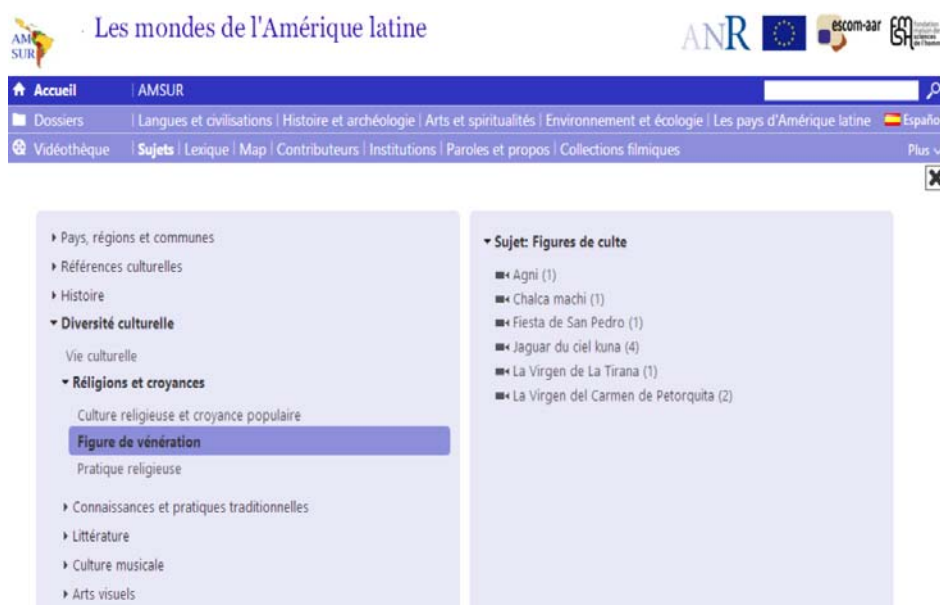 AM
SUR
Les mondes de l'Amérique latine
ANR
escom-aar
Accueil | AMSUR
Dossiers | Langues et civilisations | Histoire et archéologie | Arts et spiritualités | Environnement et écologie | Les pays d'Amérique latine Españo
Vidéothèque | Sujets | Lexique | Map | Contributeurs | Institutions | Paroles et propos | Collections filmiques Plus
Pays, régions et communes
Références culturelles
Histoire
Diversité culturelle
Vie culturelle
Réligions et croyances
Culture religieuse et croyance populaire
Figure de vénération
Pratique religieuse
Connaissances et pratiques traditionnelles
Littérature
Culture musicale
Arts visuels
Sujet: Figures de culte
Agni (1)
Chalca machi (1)
Fiesta de San Pedro (1)
Jaguar du ciel kuna (4)
La Virgen de La Tirana (1)
La Virgen del Carmen de Petorquita (2)